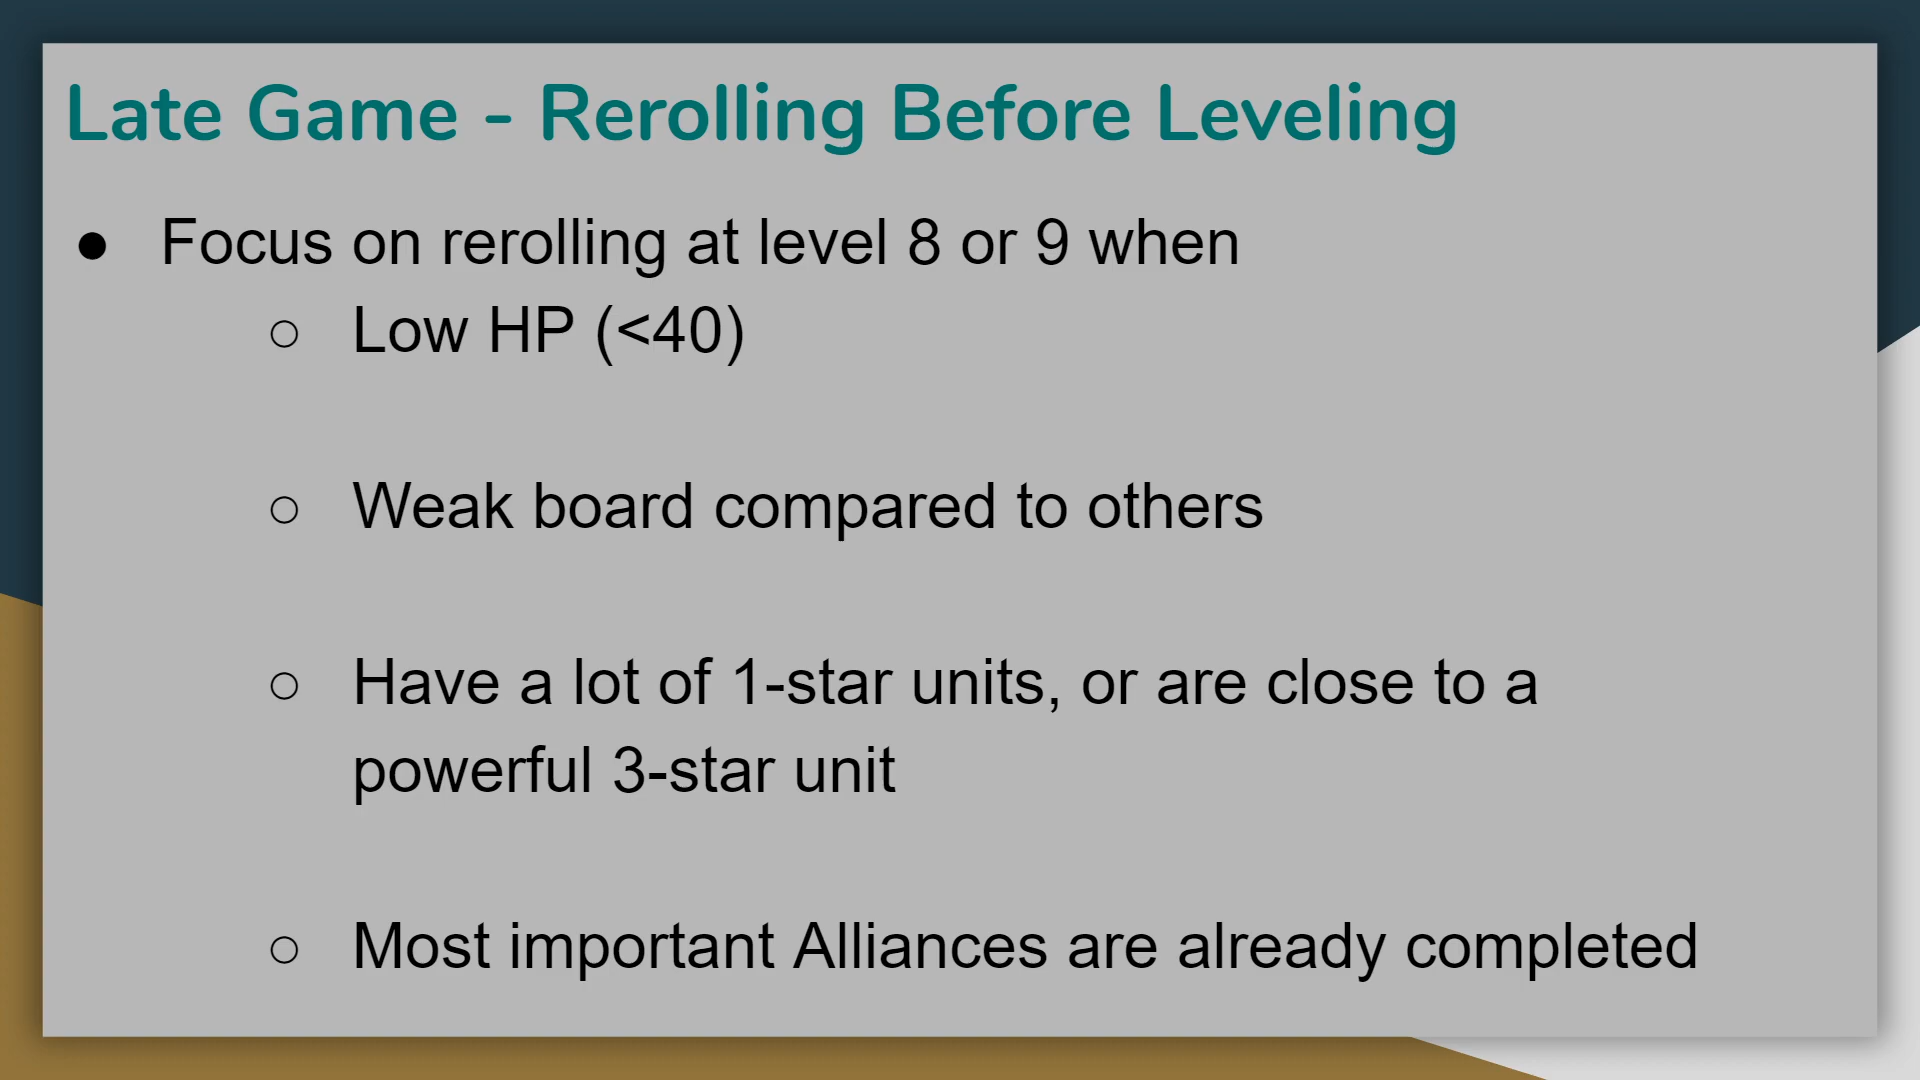 Late Game - Rerolling Before Leveling
● Focus on rerolling at level 8 or 9 when
○ Low HP (<40)
○ Weak board compared to others
○ Have a lot of 1-star units, or are close to a
powerful 3-star unit
○ Most important Alliances are already completed